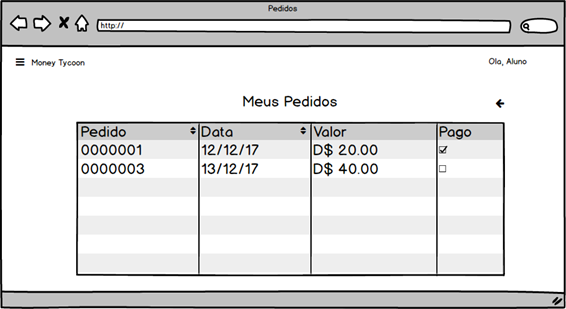 Pedidos
http://
Money Tycoon
Ola, Aluno
Meus Pedidos
Pedido Data Valor Pago
0000001 12/12/17 D$ 20.00
0000003 13/12/17 D$ 40.00